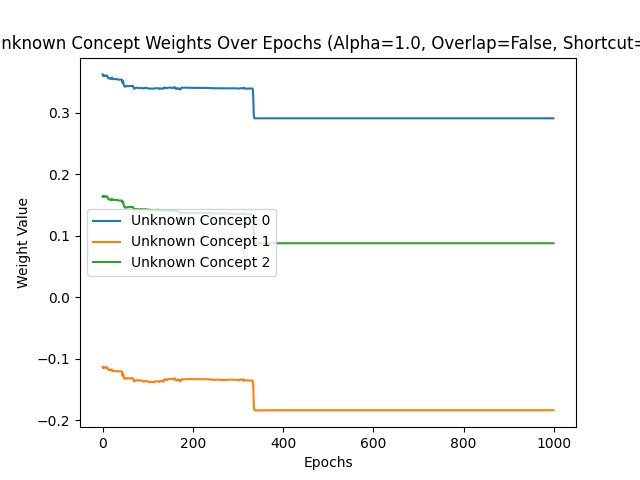 nknown Concept Weights Over Epochs (Alpha=1.0, Overlap=False, Shortcut=
0.3
0.2
0.1
0.0
−0.1
−0.2
Weight Value
Unknown Concept 0
Unknown Concept 1
Unknown Concept 2
0 200 400 600 800 1000
Epochs